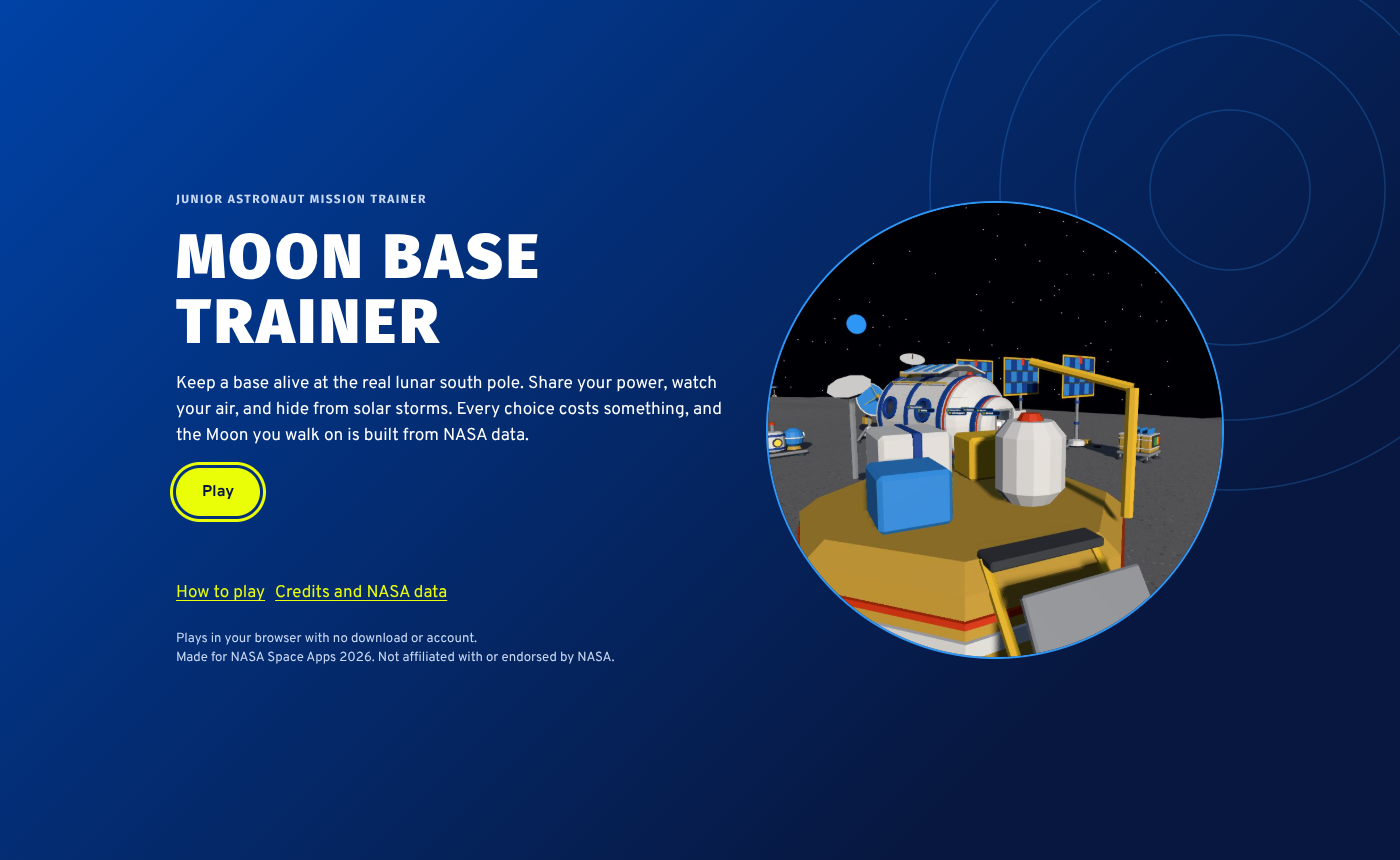 JUNIOR ASTRONAUT MISSION TRAINER
MOON BASE
TRAINER
Keep a base alive at the real lunar south pole. Share your power, watch
your air, and hide from solar storms. Every choice costs something, and
the Moon you walk on is built from NASA data.
Play
How to play Credits and NASA data
Plays in your browser with no download or account.
Made for NASA Space Apps 2026. Not affiliated with or endorsed by NASA.